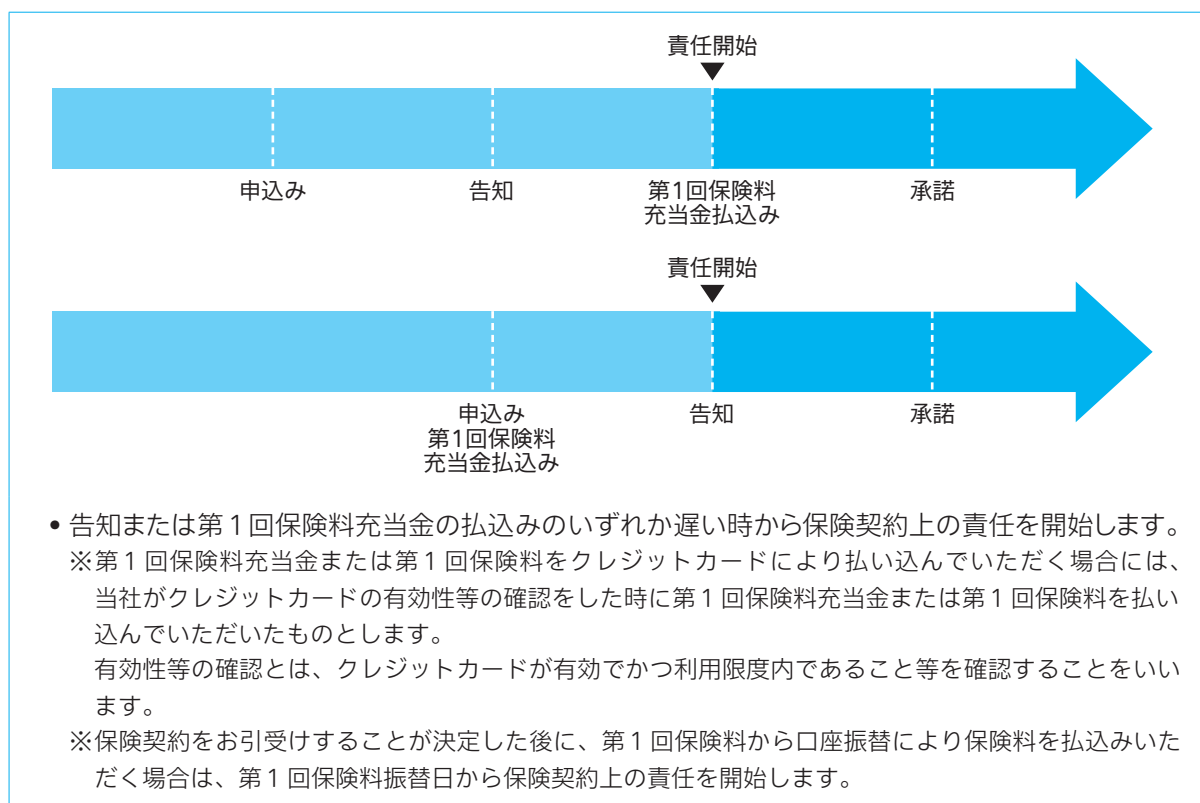 責任開始
▼
申込み 告知 第1回保険料 承諾
充当金払込み
責任開始
▼
申込み 告知 承諾
第1回保険料
充当金払込み
• 告知または第1回保険料充当金の払込みのいずれか遅い時から保険契約上の責任を開始します。
※第1回保険料充当金または第1回保険料をクレジットカードにより払い込んでいただく場合には、
当社がクレジットカードの有効性等の確認をした時に第1回保険料充当金または第1回保険料を払い
込んでいただいたものとします。
有効性等の確認とは、クレジットカードが有効でかつ利用限度内であること等を確認することをいい
ます。
※保険契約をお引受けすることが決定した後に、第1回保険料から口座振替により保険料を払込みいた
だく場合は、第1回保険料振替日から保険契約上の責任を開始します。